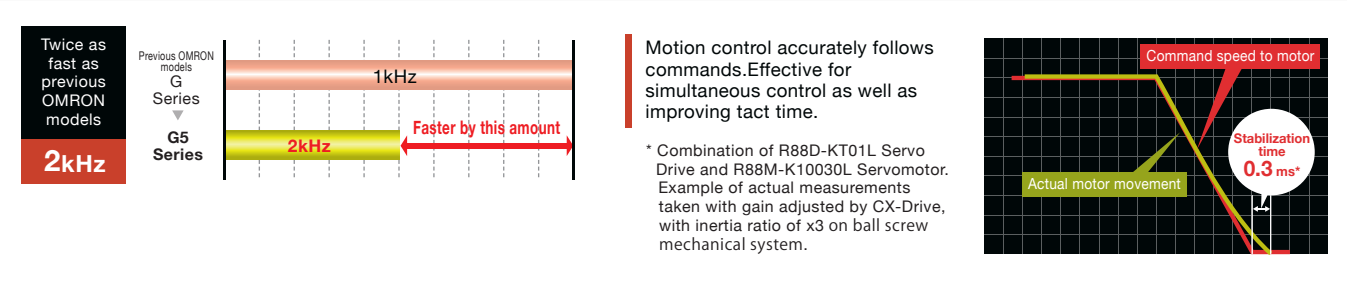 Twice as
fast as
previous
OMRON
models
2kHz
Previous OMRON
models
G
Series
G5
Series
1kHz
2kHz
Faster by this amount
Motion control accurately follows
commands.Effective for
simultaneous control as well as
improving tact time.
* Combination of R88D-KT01L Servo
Drive and R88M-K10030L Servomotor.
Example of actual measurements
taken with gain adjusted by CX-Drive,
with inertia ratio of x3 on ball screw
mechanical system.
Command speed to motor
Stabilization
time
0.3 ms*
Actual motor movement